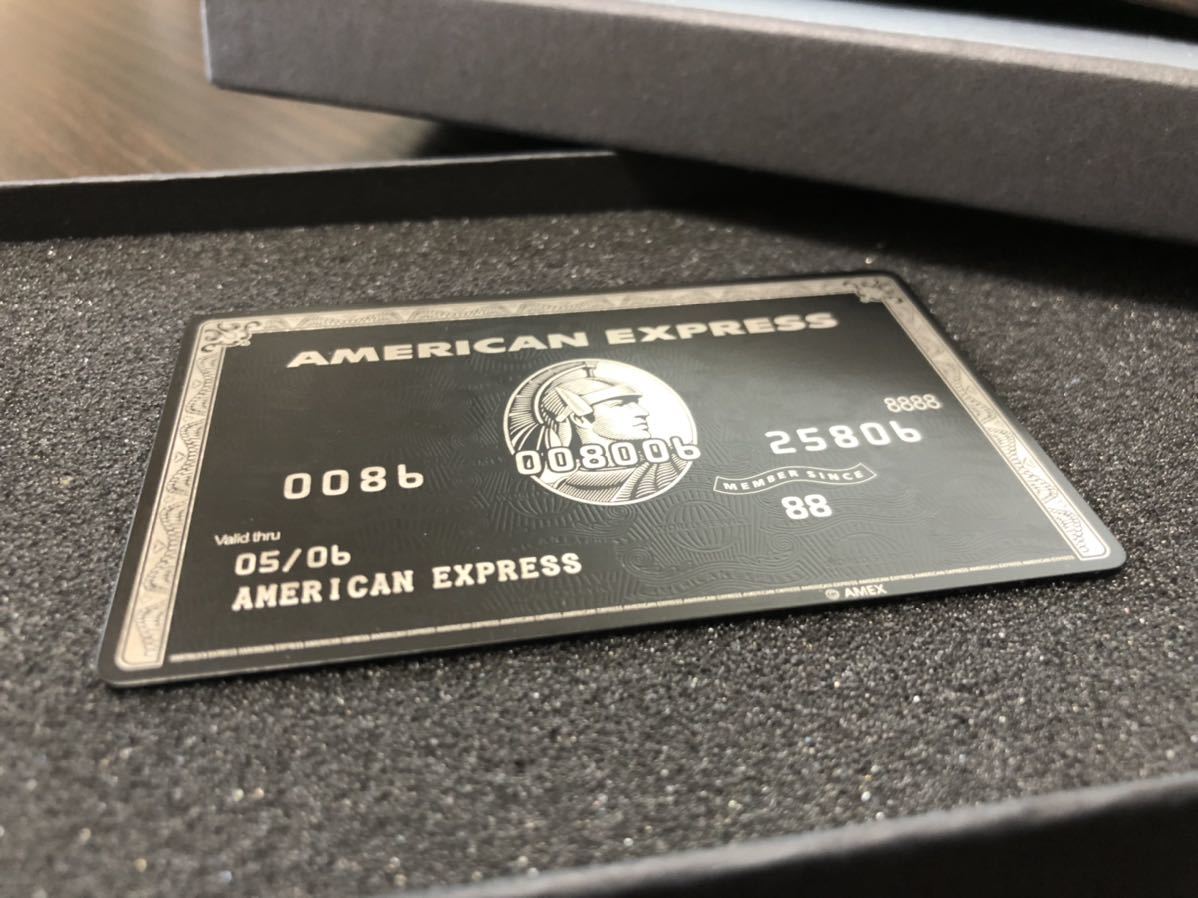 AMERICAN EXPRESS
8888
0086 008006 25806
MEMBER SINCE
88
Valid thru
05/06
AMERICAN EXPRESS
© AMEX